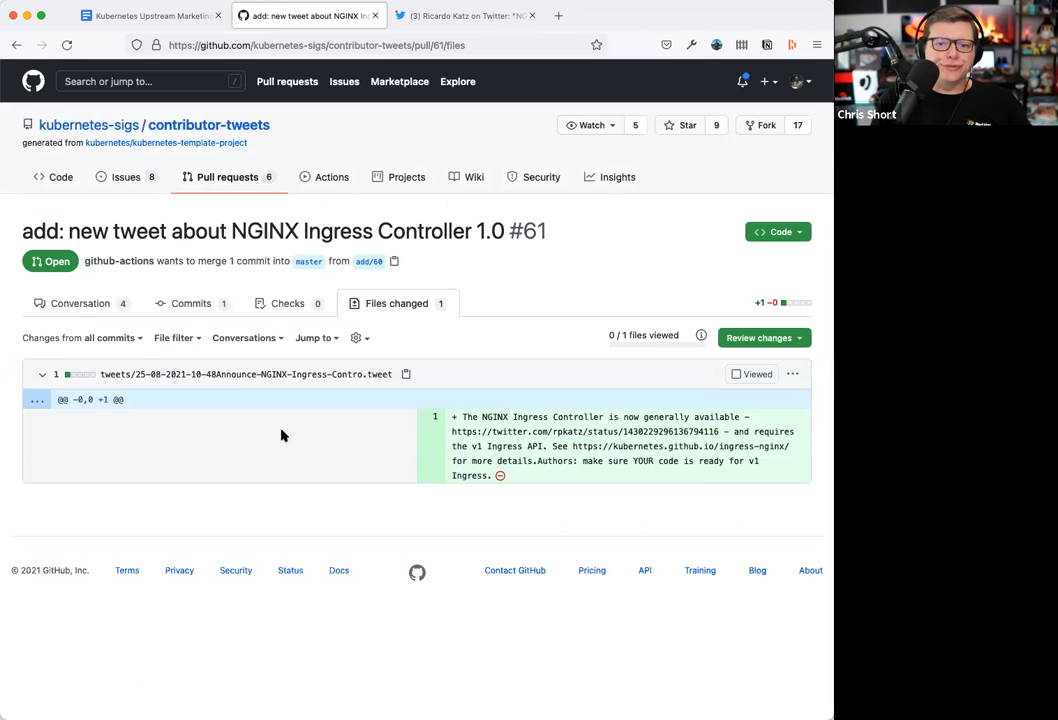 Kubernetes Upstream Marketing
add: new tweet about NGINX In
(3) Ricardo Katz on Twitter: "NG
https://github.com/kubernetes-sigs/contributor-tweets/pull/61/files
Search or jump to...
/
Pull requests
Issues
Marketplace
Explore
Chris Short
kubernetes-sigs / contributor-tweets
Watch
5
Star
9
Fork
17
generated from kubernetes/kubernetes-template-project
Code
Issues 8
Pull requests 6
Actions
Projects
Wiki
Security
Insights
add: new tweet about NGINX Ingress Controller 1.0 #61
Code
Open
github-actions wants to merge 1 commit into master from add/60
Conversation 4
Commits 1
Checks 0
Files changed 1
+1 −0
Changes from all commits
File filter
Conversations
Jump to
0 / 1 files viewed
Review changes
1
tweets/25-08-2021-10-48Announce-NGINX-Ingress-Contro.tweet
Viewed
...
@@ -0,0 +1 @@
1 + The NGINX Ingress Controller is now generally available –
https://twitter.com/rpkatz/status/1430229296136794116 – and requires
the v1 Ingress API. See https://kubernetes.github.io/ingress-nginx/
for more details.Authors: make sure YOUR code is ready for v1
Ingress.
© 2021 GitHub, Inc.
Terms
Privacy
Security
Status
Docs
Contact GitHub
Pricing
API
Training
Blog
About